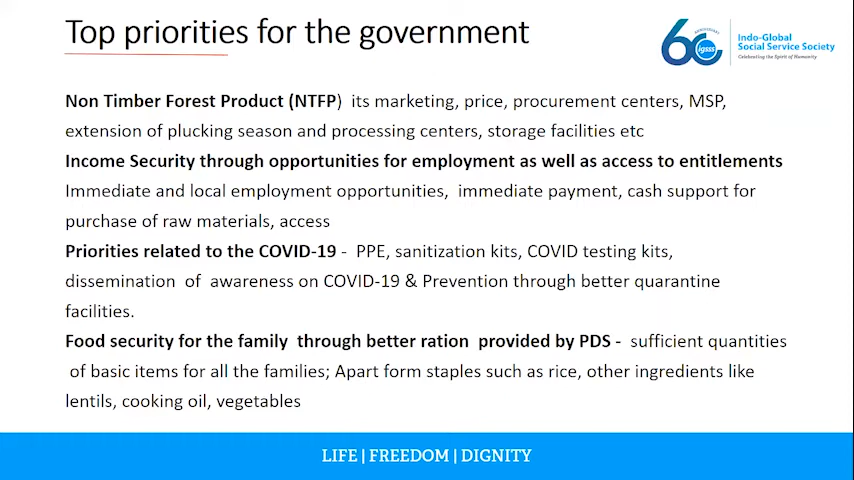 Top priorities for the government
60
ANNIVERSARY
igsss
Indo-Global
Social Service Society
Celebrating the Spirit of Humanity
Non Timber Forest Product (NTFP) its marketing, price, procurement centers, MSP,
extension of plucking season and processing centers, storage facilities etc
Income Security through opportunities for employment as well as access to entitlements
Immediate and local employment opportunities, immediate payment, cash support for
purchase of raw materials, access
Priorities related to the COVID-19 - PPE, sanitization kits, COVID testing kits,
dissemination of awareness on COVID-19 & Prevention through better quarantine
facilities.
Food security for the family through better ration provided by PDS - sufficient quantities
of basic items for all the families; Apart form staples such as rice, other ingredients like
lentils, cooking oil, vegetables
LIFE | FREEDOM | DIGNITY